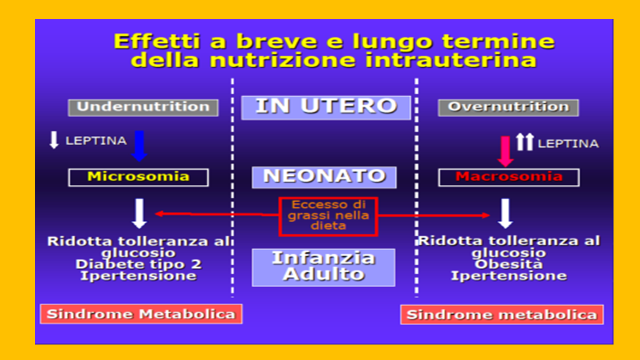 Effetti a breve e lungo termine
della nutrizione intrauterina
Undernutrition
IN UTERO
Overnutrition
LEPTINA
LEPTINA
Microsomia
NEONATO
Macrosomia
Eccesso di
grassi nella
dieta
Ridotta tolleranza al
glucosio
Diabete tipo 2
Ipertensione
Infanzia
Adulto
Ridotta tolleranza al
glucosio
Obesità
Ipertensione
Sindrome Metabolica
Sindrome metabolica